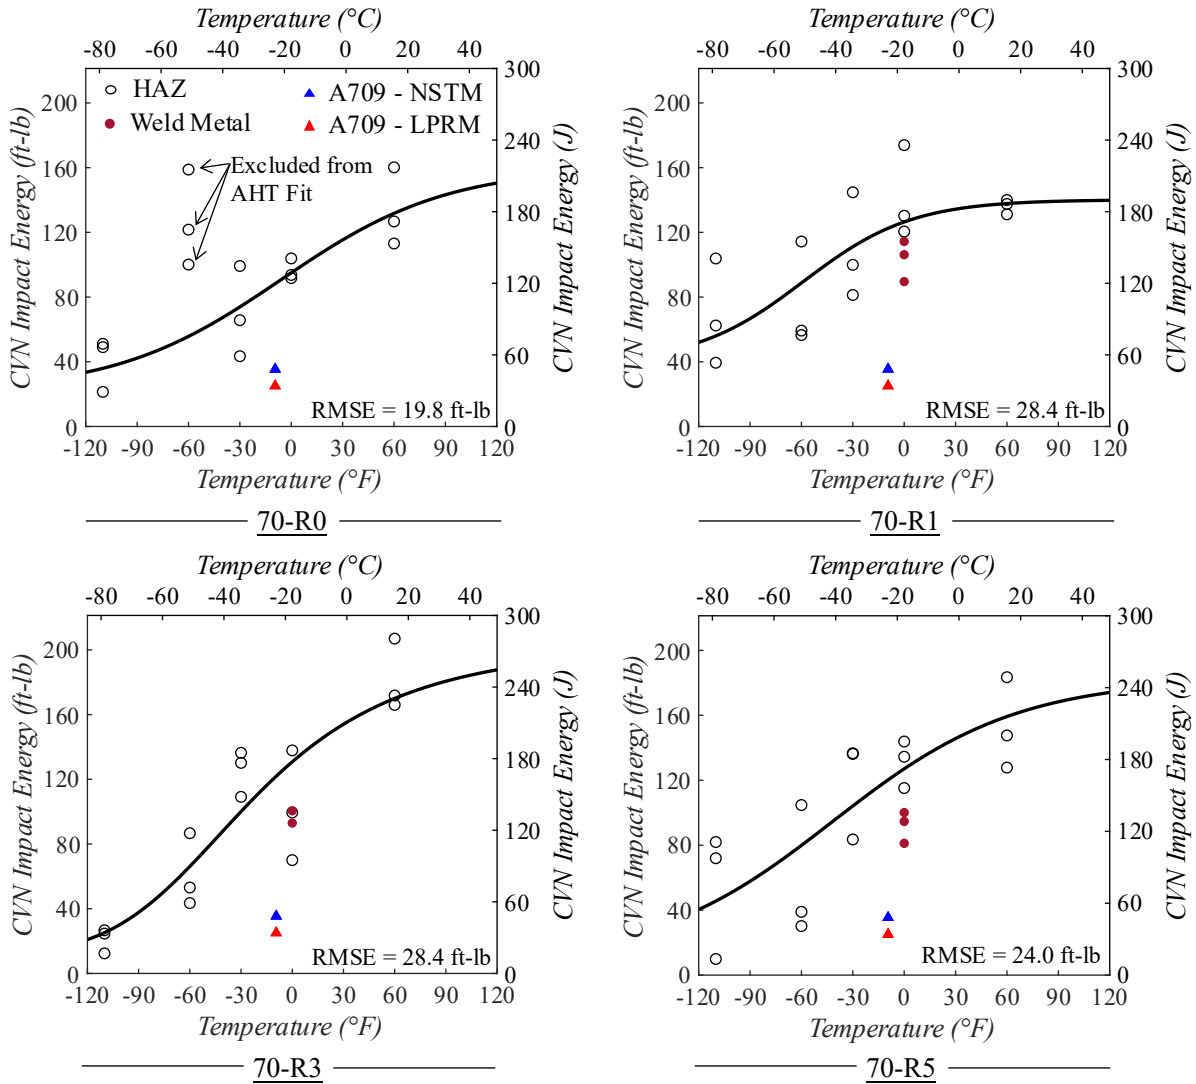 Temperature (°C)
-80 -60 -40 -20 0 20 40
CVN Impact Energy (ft-lb)
200
160
120
80
40
0
HAZ
Weld Metal
A709 - NSTM
A709 - LPRM
Excluded from
AHT Fit
RMSE = 19.8 ft-lb
300
240
180
120
60
0
CVN Impact Energy (J)
-120 -90 -60 -30 0 30 60 90 120
Temperature (°F)
70-R0
Temperature (°C)
-80 -60 -40 -20 0 20 40
CVN Impact Energy (ft-lb)
200
160
120
80
40
0
RMSE = 28.4 ft-lb
300
240
180
120
60
0
CVN Impact Energy (J)
-120 -90 -60 -30 0 30 60 90 120
Temperature (°F)
70-R1
Temperature (°C)
-80 -60 -40 -20 0 20 40
CVN Impact Energy (ft-lb)
200
160
120
80
40
0
RMSE = 28.4 ft-lb
300
240
180
120
60
0
CVN Impact Energy (J)
-120 -90 -60 -30 0 30 60 90 120
Temperature (°F)
70-R3
Temperature (°C)
-80 -60 -40 -20 0 20 40
CVN Impact Energy (ft-lb)
200
160
120
80
40
0
RMSE = 24.0 ft-lb
300
240
180
120
60
0
CVN Impact Energy (J)
-120 -90 -60 -30 0 30 60 90 120
Temperature (°F)
70-R5